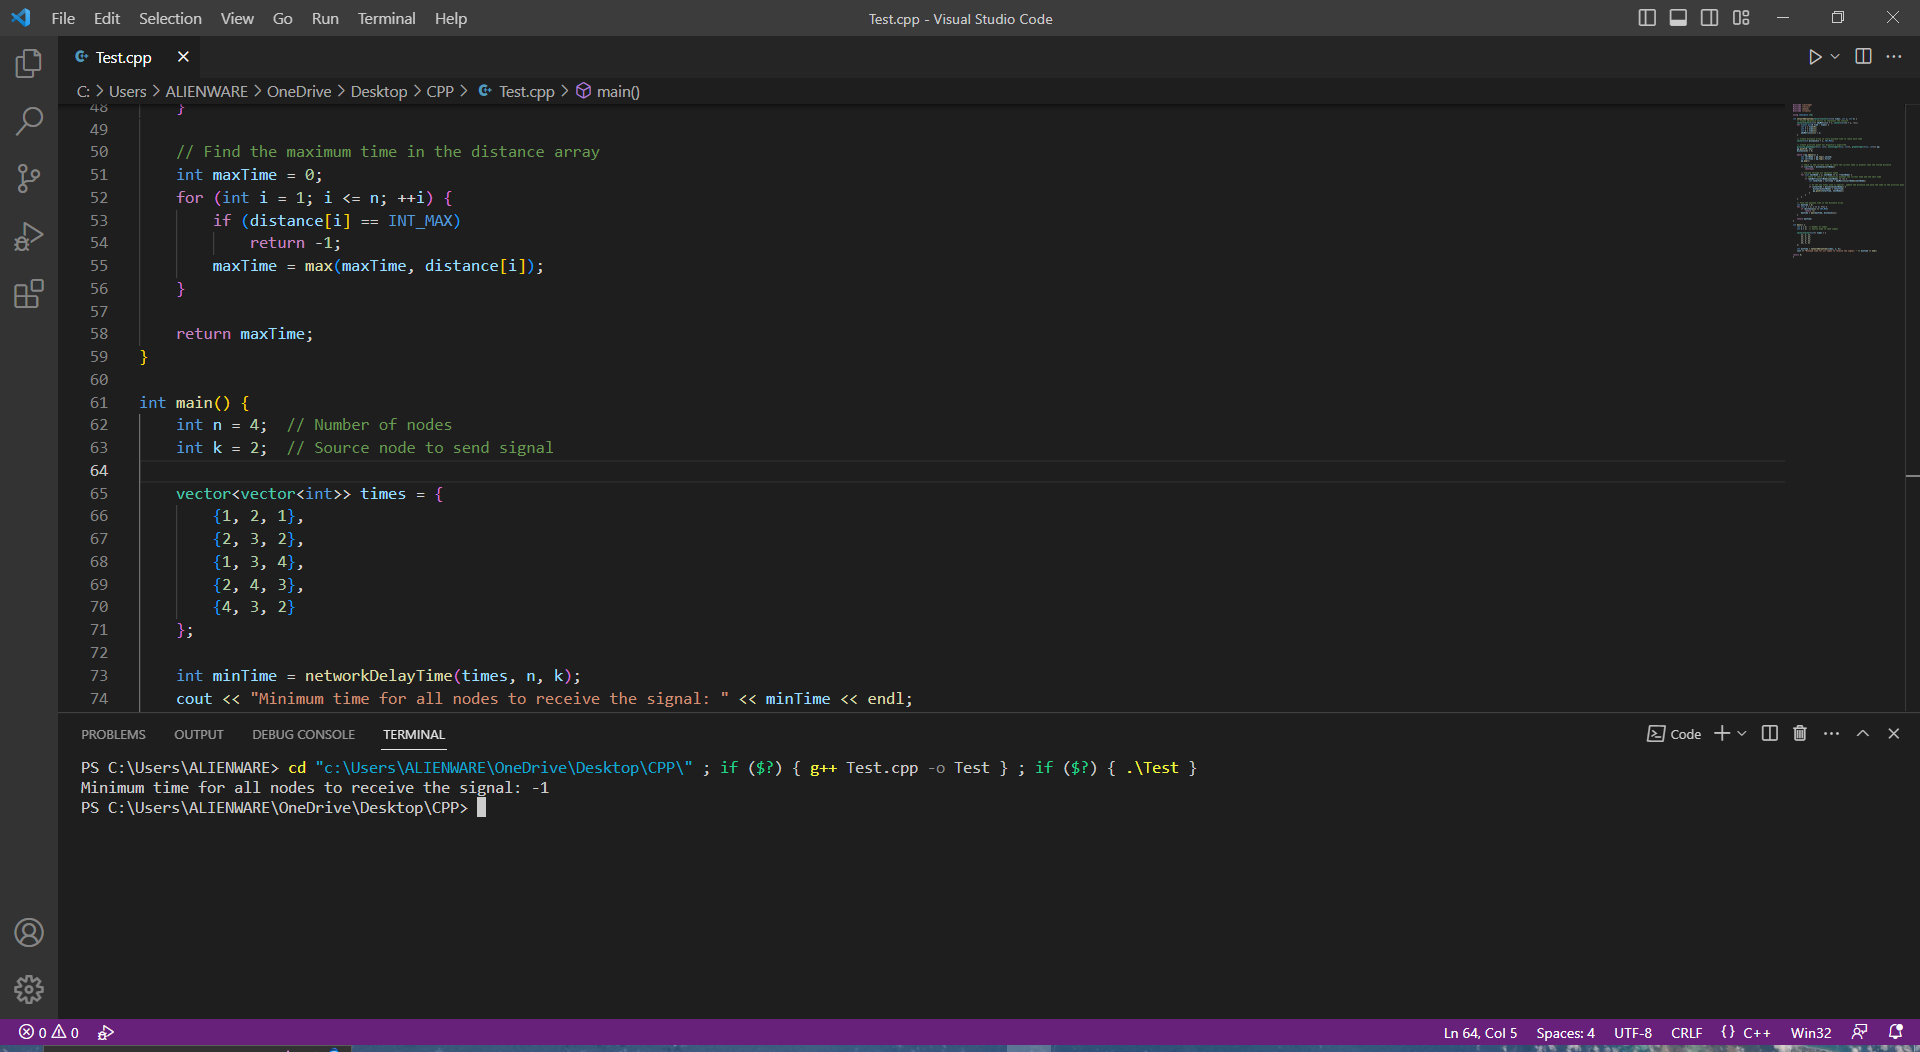 File Edit Selection View Go Run Terminal Help
Test.cpp - Visual Studio Code
Test.cpp
C: > Users > ALIENWARE > OneDrive > Desktop > CPP > Test.cpp > main()
48 }
49
50 // Find the maximum time in the distance array
51 int maxTime = 0;
52 for (int i = 1; i <= n; ++i) {
53 if (distance[i] == INT_MAX)
54 return -1;
55 maxTime = max(maxTime, distance[i]);
56 }
57
58 return maxTime;
59 }
60
61 int main() {
62 int n = 4; // Number of nodes
63 int k = 2; // Source node to send signal
64
65 vector<vector<int>> times = {
66 {1, 2, 1},
67 {2, 3, 2},
68 {1, 3, 4},
69 {2, 4, 3},
70 {4, 3, 2}
71 };
72
73 int minTime = networkDelayTime(times, n, k);
74 cout << "Minimum time for all nodes to receive the signal: " << minTime << endl;
PROBLEMS OUTPUT DEBUG CONSOLE TERMINAL
Code
PS C:\Users\ALIENWARE> cd "c:\Users\ALIENWARE\OneDrive\Desktop\CPP\" ; if ($?) { g++ Test.cpp -o Test } ; if ($?) { .\Test }
Minimum time for all nodes to receive the signal: -1
PS C:\Users\ALIENWARE\OneDrive\Desktop\CPP>
0 0
Ln 64, Col 5 Spaces: 4 UTF-8 CRLF {} C++ Win32